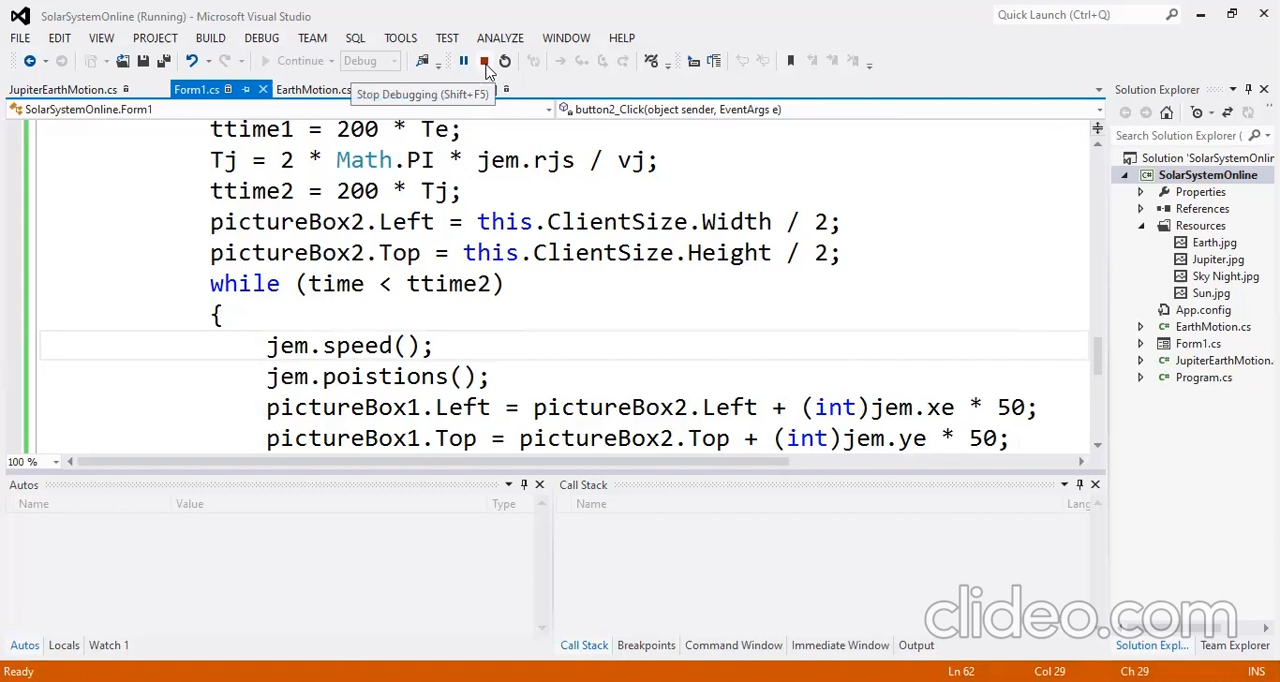 SolarSystemOnline (Running) - Microsoft Visual Studio
Quick Launch (Ctrl+Q)
FILE EDIT VIEW PROJECT BUILD DEBUG TEAM SQL TOOLS TEST ANALYZE WINDOW HELP
Continue Debug
JupiterEarthMotion.cs Form1.cs EarthMotion.cs
Stop Debugging (Shift+F5)
SolarSystemOnline.Form1 button2_Click(object sender, EventArgs e)
ttime1 = 200 * Te;
Tj = 2 * Math.PI * jem.rjs / vj;
ttime2 = 200 * Tj;
pictureBox2.Left = this.ClientSize.Width / 2;
pictureBox2.Top = this.ClientSize.Height / 2;
while (time < ttime2)
{
jem.speed();
jem.poistions();
pictureBox1.Left = pictureBox2.Left + (int)jem.xe * 50;
pictureBox1.Top = pictureBox2.Top + (int)jem.ye * 50;
100 %
Solution Explorer
Search Solution Explorer (
Solution 'SolarSystemOnlin
SolarSystemOnline
Properties
References
Resources
Earth.jpg
Jupiter.jpg
Sky Night.jpg
Sun.jpg
App.config
EarthMotion.cs
Form1.cs
JupiterEarthMotion.
Program.cs
Autos
Name Value Type
Call Stack
Name Lang
clideo.com
Autos Locals Watch 1
Call Stack Breakpoints Command Window Immediate Window Output
Solution Expl... Team Explorer
Ready Ln 62 Col 29 Ch 29 INS